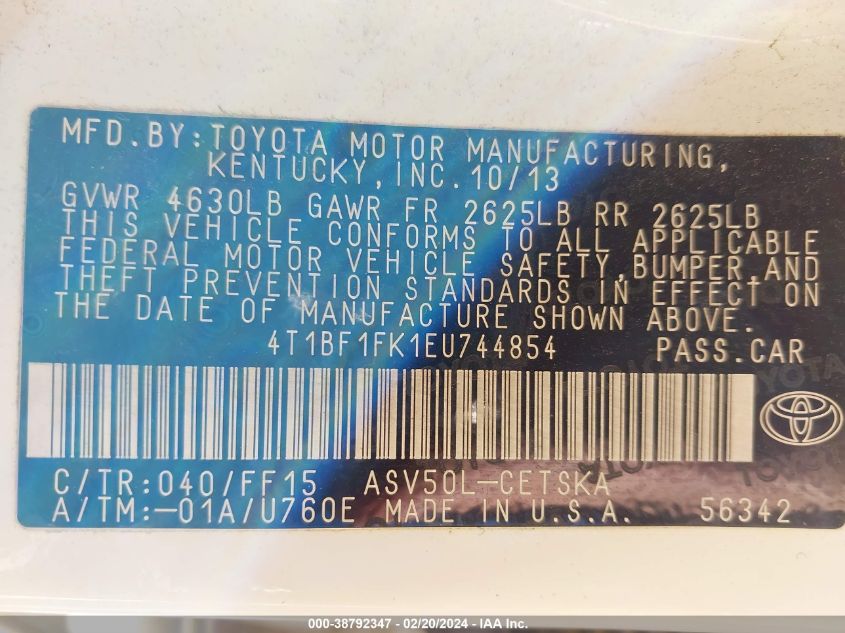 MFD.BY:TOYOTA MOTOR MANUFACTURING,
KENTUCKY,INC.10/13
GVWR 4630LB GAWR FR 2625LB RR 2625LB
THIS VEHICLE CONFORMS TO ALL APPLICABLE
FEDERAL MOTOR VEHICLE SAFETY,BUMPER,AND
THEFT PREVENTION STANDARDS IN EFFECT ON
THE DATE OF MANUFACTURE SHOWN ABOVE.
4T1BF1FK1EU744854 PASS.CAR
C/TR:040/FF15 ASV50L-CETSKA
A/TM:-01A/U760E MADE IN U.S.A. 56342
000-38792347 - 02/20/2024 - IAA Inc.